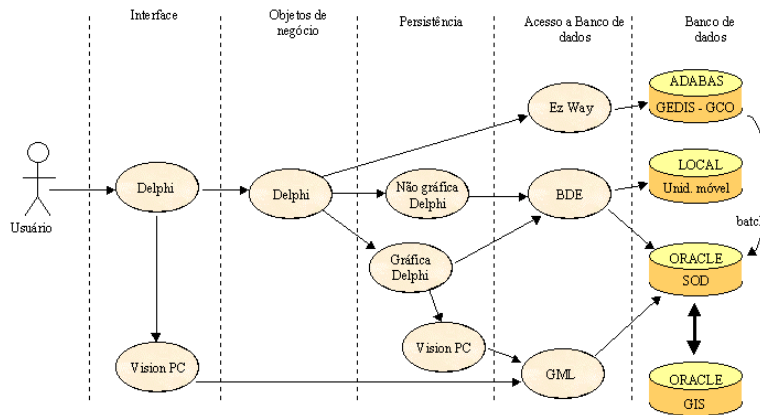 Interface
Objetos de
negócio
Persistência
Acesso a Banco de
dados
Banco de
dados
ADABAS
GEDIS - GCO
Ez Way
LOCAL
Unid. móvel
Usuário
Delphi
Delphi
Não gráfica
Delphi
BDE
batch
Gráfica
Delphi
ORACLE
SOD
Vision PC
Vision PC
GML
ORACLE
GIS